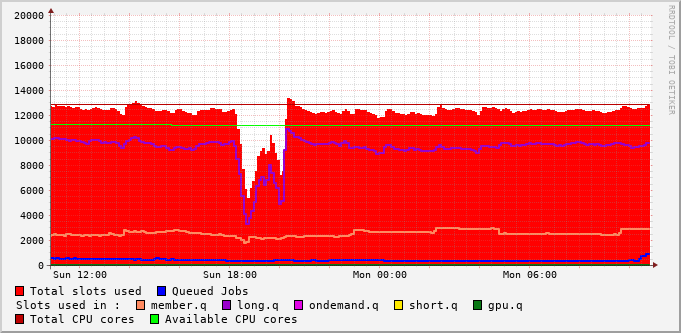 20000
18000
16000
14000
12000
10000
8000
6000
4000
2000
0
Sun 12:00 Sun 18:00 Mon 00:00 Mon 06:00
RRDTOOL / TOBI OETIKER
Total slots used Queued Jobs
Slots used in : member.q long.q ondemand.q short.q gpu.q
Total CPU cores Available CPU cores